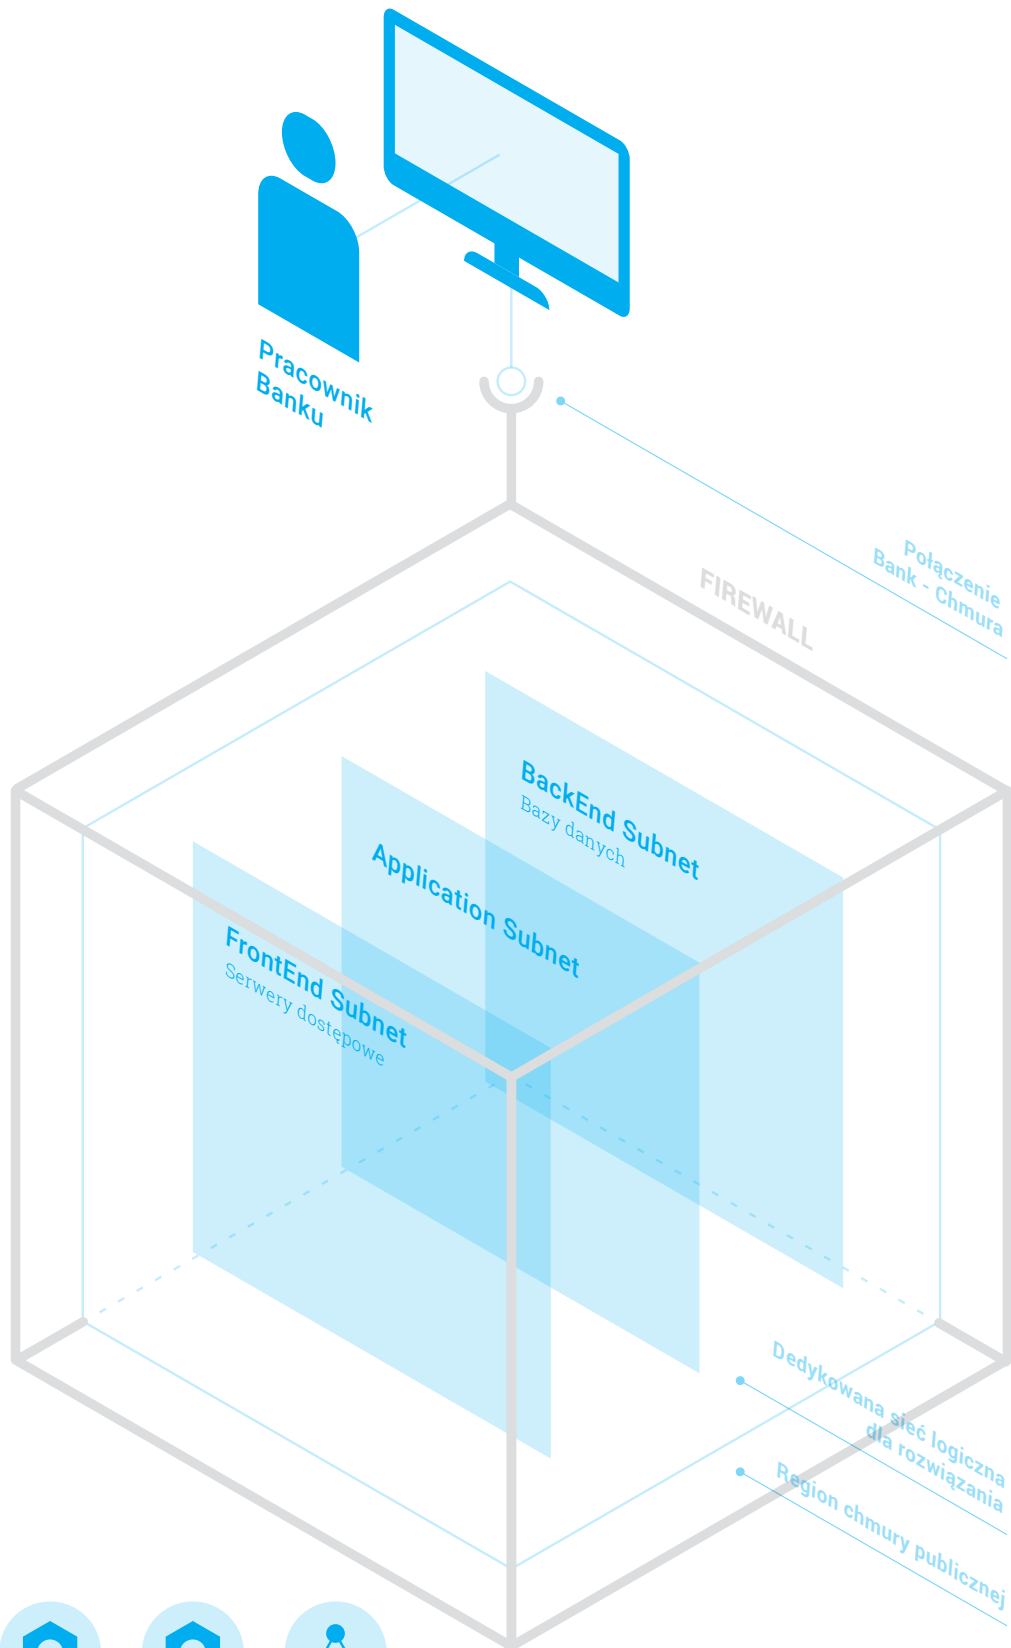 Pracownik
Banku
Połączenie
Bank - Chmura
FIREWALL
BackEnd Subnet
Bazy danych
Application Subnet
FrontEnd Subnet
Serwery dostępowe
Dedykowana sieć logiczna
dla rozwiązania
Region chmury publicznej